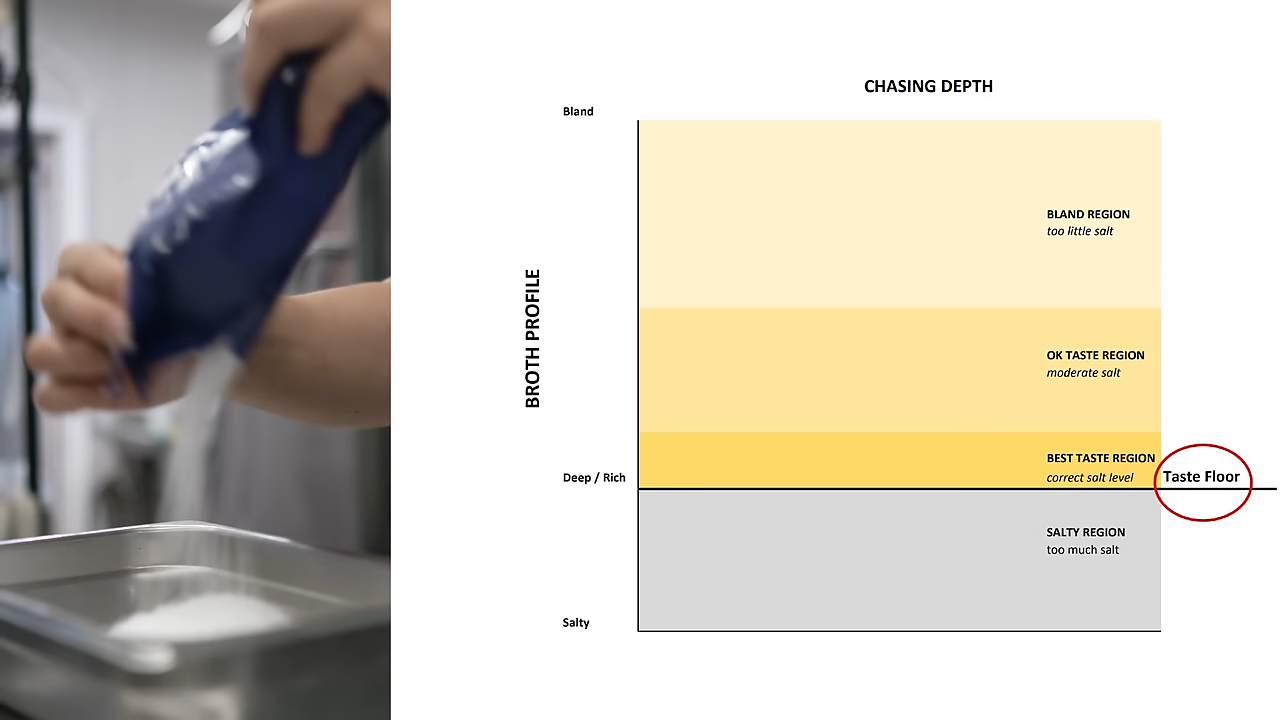 CHASING DEPTH
Bland
BLAND REGION
too little salt
BROTH PROFILE
OK TASTE REGION
moderate salt
BEST TASTE REGION
Deep / Rich
correct salt level
Taste Floor
SALTY REGION
too much salt
Salty